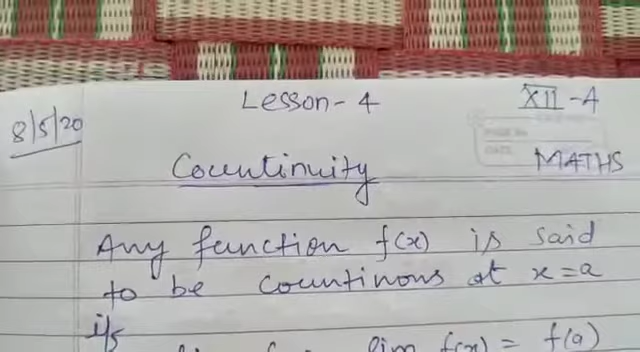 Lesson - 4
XII - A
8/5/20
Countinuity
MATHS
Any function f(x) is said
to be countinous at x = a
if
lim f(x) = f(a)